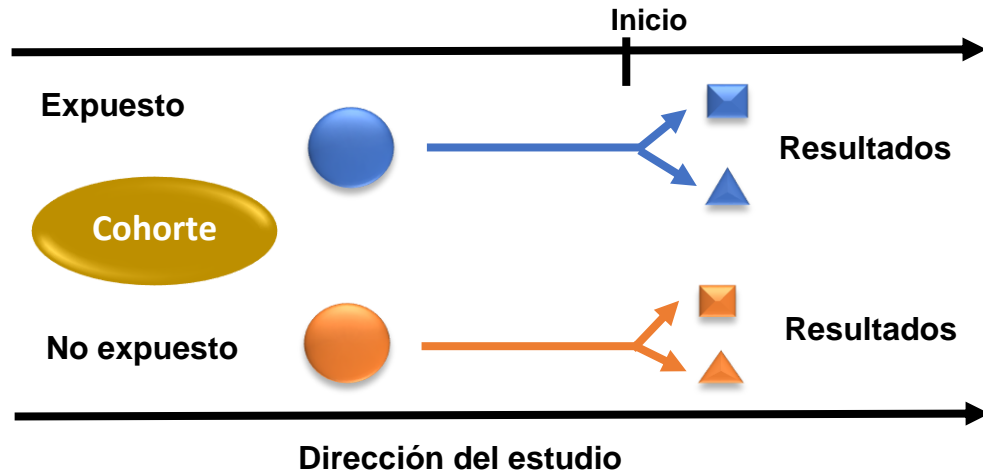 Inicio
Expuesto
Resultados
Cohorte
No expuesto
Resultados
Dirección del estudio